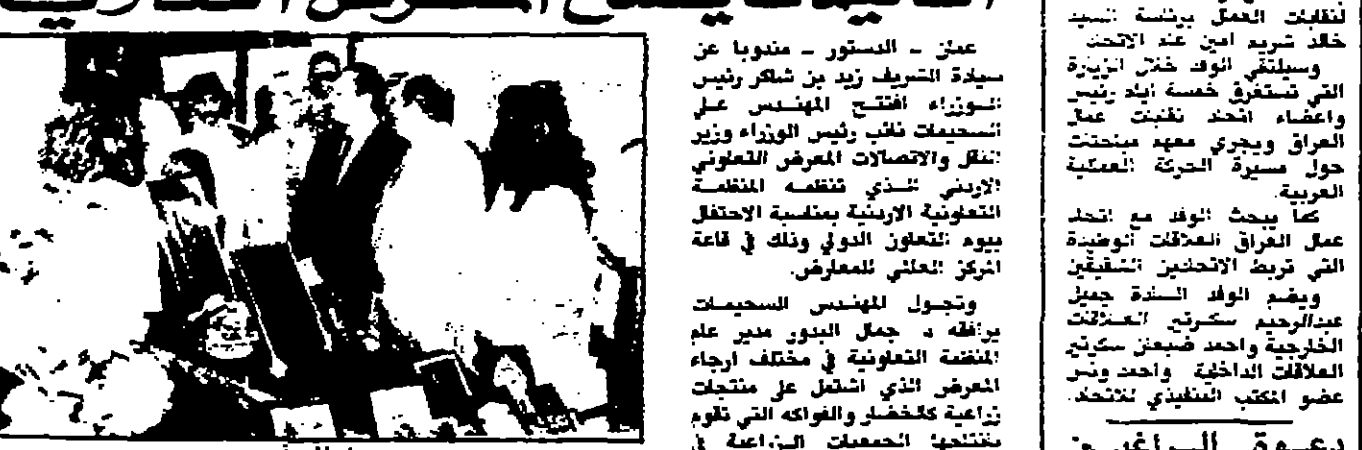 لنقابات العمل برئاسة السيد
خالد شريم امين عند الاتحاد
وسيلتقي الوفد خلال الزيارة
التي تستغرق خمسة ايام رئيس
واعضاء اتحاد نقابات عمال
العراق ويجري معهم مباحثات
حول مسيرة الحركة العمالية
العربية.
كما يبحث الوفد مع اتحاد
عمال العراق العلاقات الوطيدة
التي تربط الاتحادين الشقيقين
ويضم الوفد السادة جميل
عبدالرحيم سكرتير العلاقات
الخارجية واحمد سكرتير
العلاقات الداخلية واحمد ونس
عضو المكتب التنفيذي للاتحاد.
عمان - الدستور - مندوبا عن
سيادة الشريف زيد بن شاكر رئيس
الوزراء افتتح المهندس علي
السحيمات نائب رئيس الوزراء وزير
النقل والاتصالات المعرض التعاوني
الاردني الذي تنظمه المنظمة
التعاونية الاردنية بمناسبة الاحتفال
بيوم التعاون الدولي وذلك في قاعة
المركز العلني للمعارض.
وتجول المهندس السحيمات
يرافقه د جمال البدور مدير عام
المنظمة التعاونية في مختلف ارجاء
المعرض الذي اشتمل على منتجات
زراعية كالخضار والفواكه التي تقوم
بانتاجها الجمعيات الزراعية في